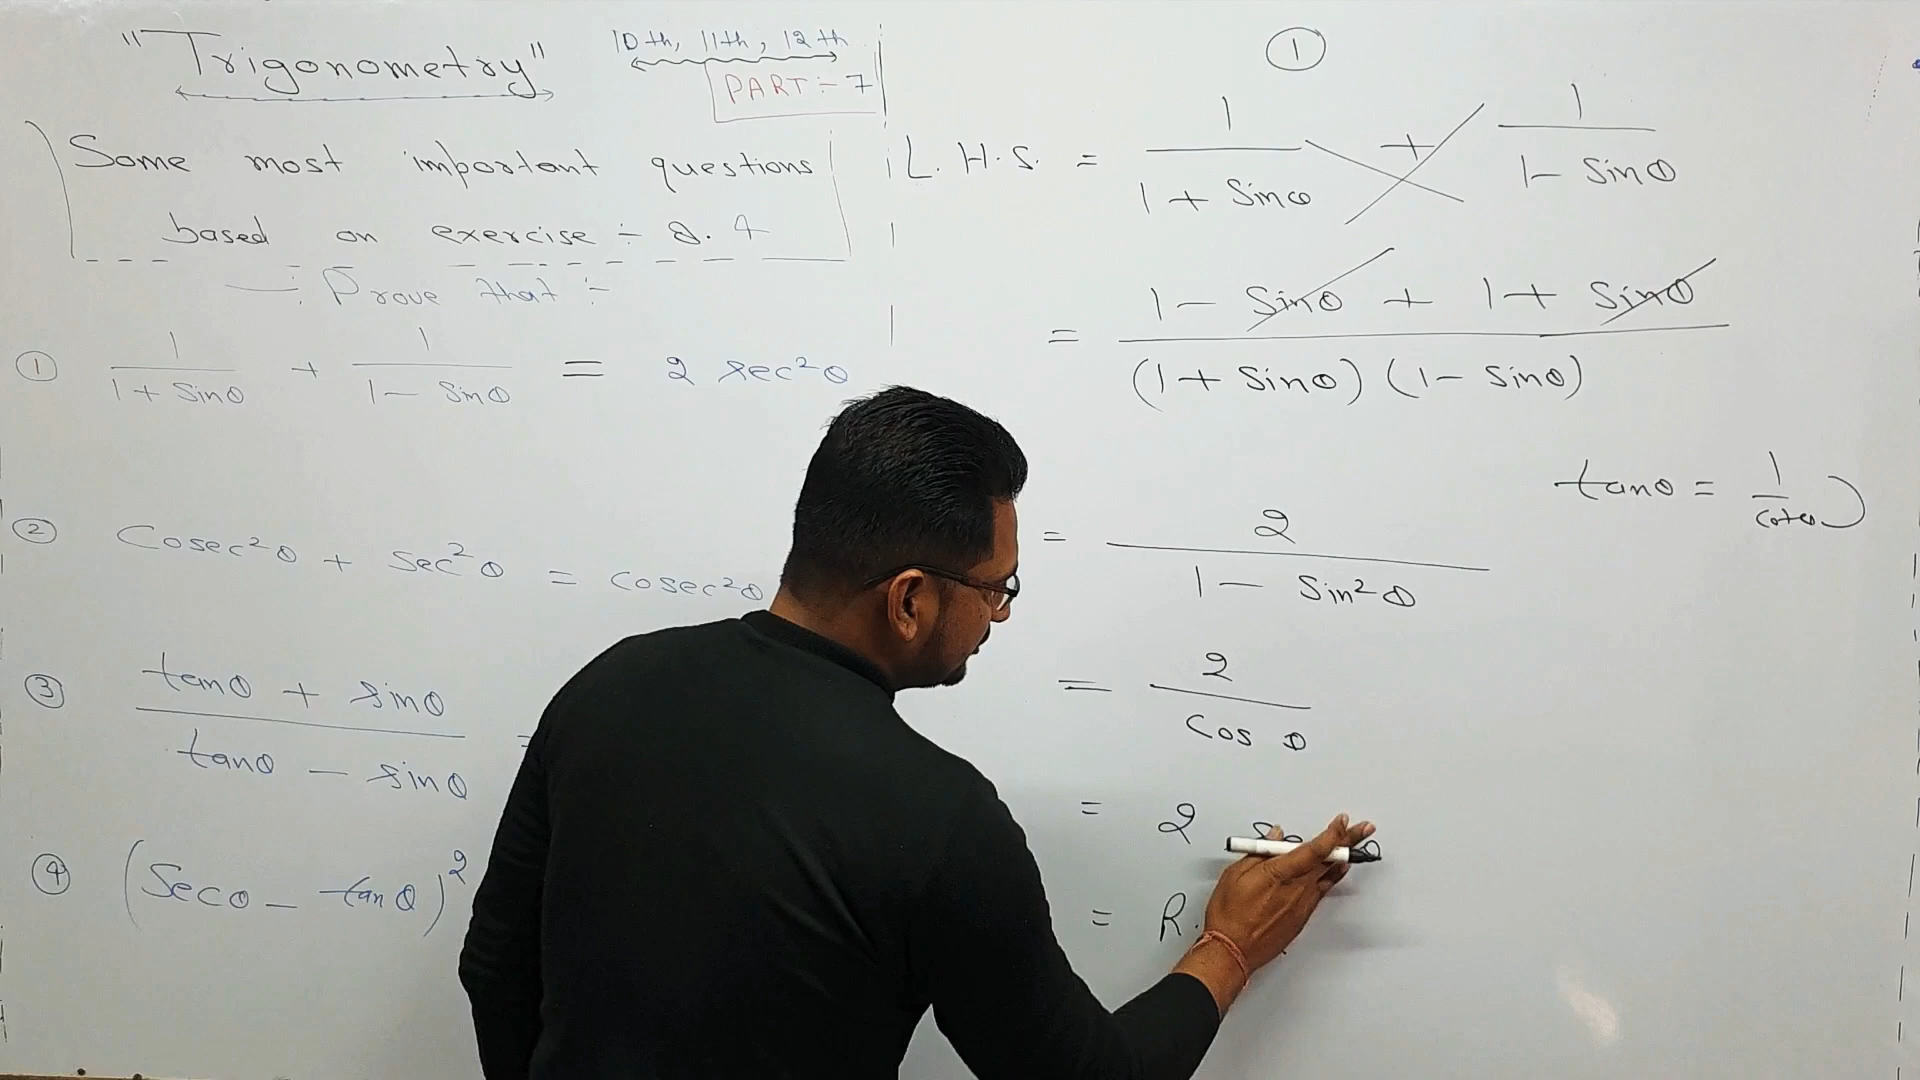 "Trigonometry"
10th, 11th, 12th
PART:- 7
Some most important questions
based on exercise :- 8.4
—: Prove that :-
① 1/(1 + Sinθ) + 1/(1 - Sinθ) = 2 sec²θ
② Cosec²θ + Sec²θ = cosec²θ
③ (tanθ + sinθ)/(tanθ - sinθ) =
④ (Secθ - tanθ)²
①
L.H.S. = 1/(1 + Sinθ) + 1/(1 - Sinθ)
= (1 - Sinθ + 1 + Sinθ)/((1 + Sinθ) (1 - Sinθ))
tanθ = 1/cotθ)
= 2/(1 - Sin²θ)
= 2/Cos θ
= 2
= R.